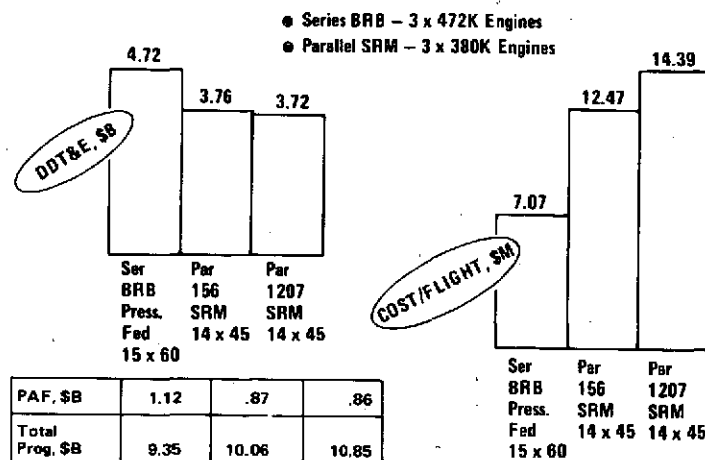 ● Series BRB – 3 x 472K Engines
● Parallel SRM – 3 x 380K Engines
4.72
3.76
3.72
DDT&E, $B
Ser Par Par
BRB 156 1207
Press. SRM SRM
Fed 14 x 45 14 x 45
15 x 60
PAF, $B 1.12 .87 .86
Total
Prog, $B 9.35 10.06 10.85
14.39
12.47
7.07
COST/FLIGHT, $M
Ser Par Par
BRB 156 1207
Press. SRM SRM
Fed 14 x 45 14 x 45
15 x 60